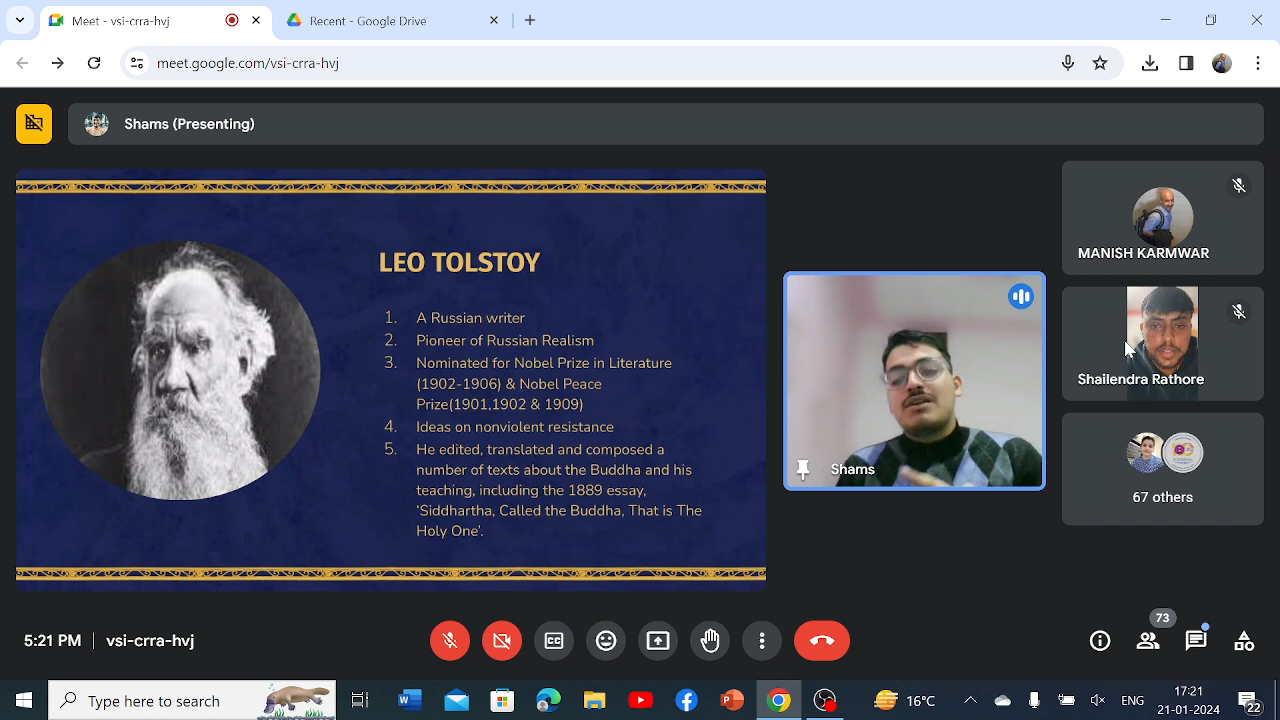 Meet - vsi-crra-hvj
Recent - Google Drive
meet.google.com/vsi-crra-hvj
Shams (Presenting)
LEO TOLSTOY
1. A Russian writer
2. Pioneer of Russian Realism
3. Nominated for Nobel Prize in Literature
(1902-1906) & Nobel Peace
Prize(1901,1902 & 1909)
4. Ideas on nonviolent resistance
5. He edited, translated and composed a
number of texts about the Buddha and his
teaching, including the 1889 essay,
‘Siddhartha, Called the Buddha, That is The
Holy One’.
Shams
MANISH KARMWAR
Shailendra Rathore
67 others
5:21 PM
vsi-crra-hvj
73
Type here to search
16°C
ENG
17:21
21-01-2024
22